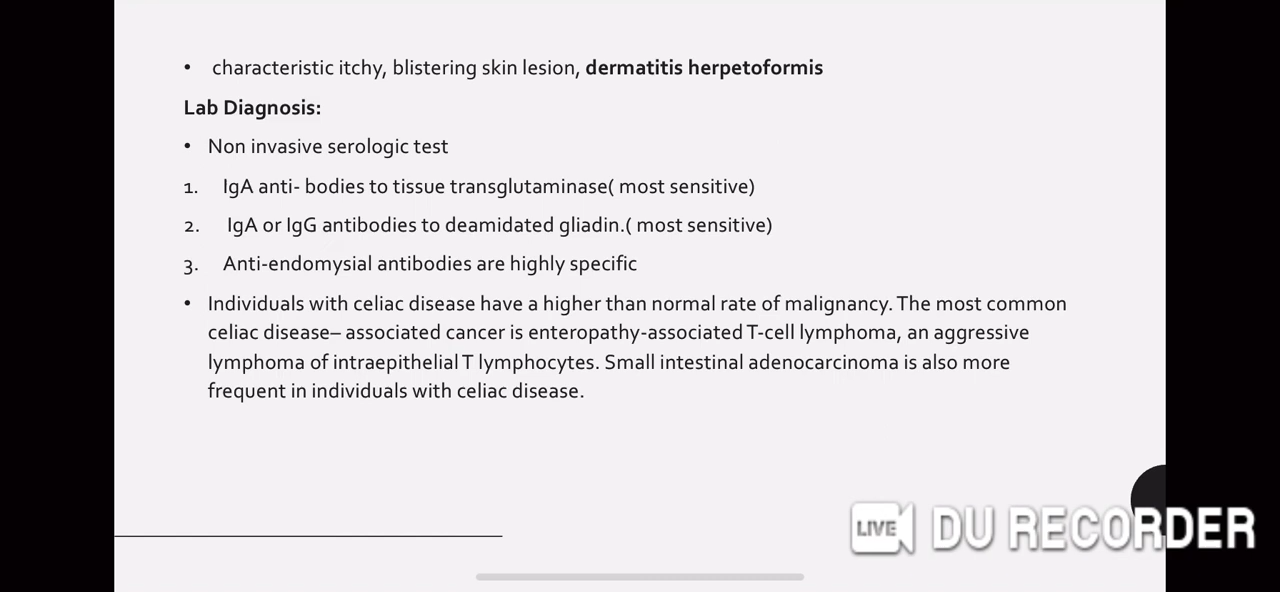 • characteristic itchy, blistering skin lesion, dermatitis herpetoformis
Lab Diagnosis:
• Non invasive serologic test
1. IgA anti- bodies to tissue transglutaminase( most sensitive)
2. IgA or IgG antibodies to deamidated gliadin.( most sensitive)
3. Anti-endomysial antibodies are highly specific
• Individuals with celiac disease have a higher than normal rate of malignancy. The most common
celiac disease– associated cancer is enteropathy-associated T-cell lymphoma, an aggressive
lymphoma of intraepithelial T lymphocytes. Small intestinal adenocarcinoma is also more
frequent in individuals with celiac disease.
LIVE DU RECORDER